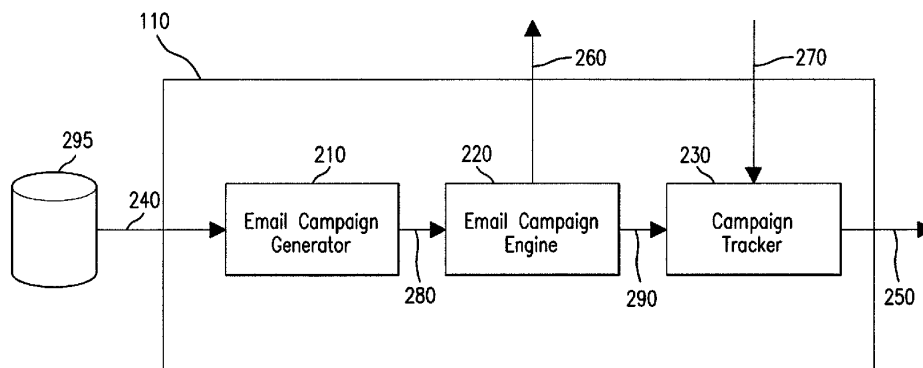 110
260
270
295
210
220
230
240
Email Campaign
Generator
Email Campaign
Engine
Campaign
Tracker
280
290
250